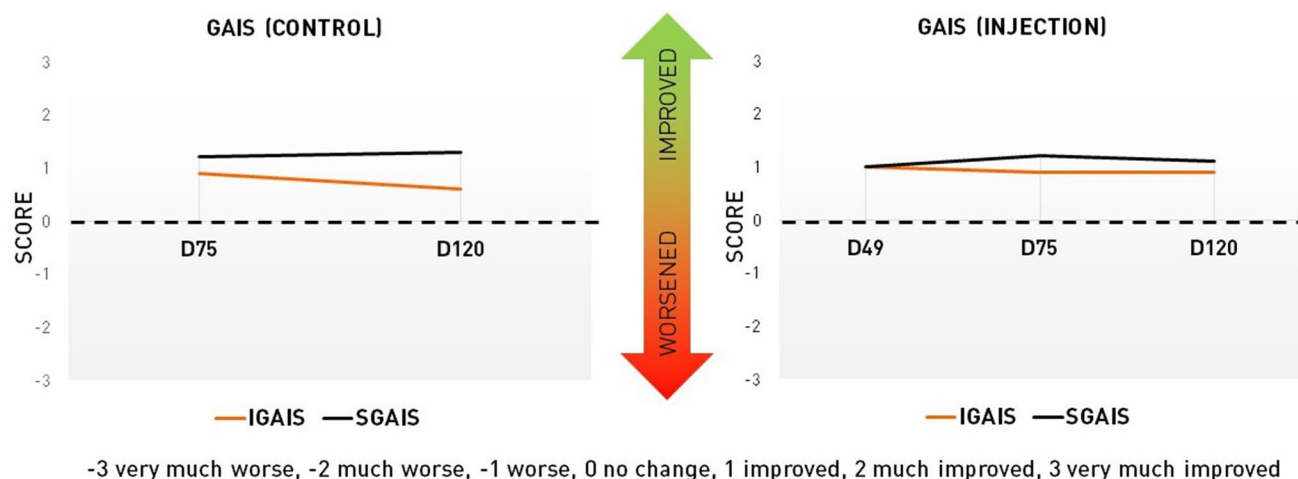 GAIS (CONTROL)
3
2
1
0
-1
-2
-3
SCORE
D75 D120
IGAIS SGAIS
IMPROVED
WORSENED
GAIS (INJECTION)
3
2
1
0
-1
-2
-3
SCORE
D49 D75 D120
IGAIS SGAIS
-3 very much worse, -2 much worse, -1 worse, 0 no change, 1 improved, 2 much improved, 3 very much improved